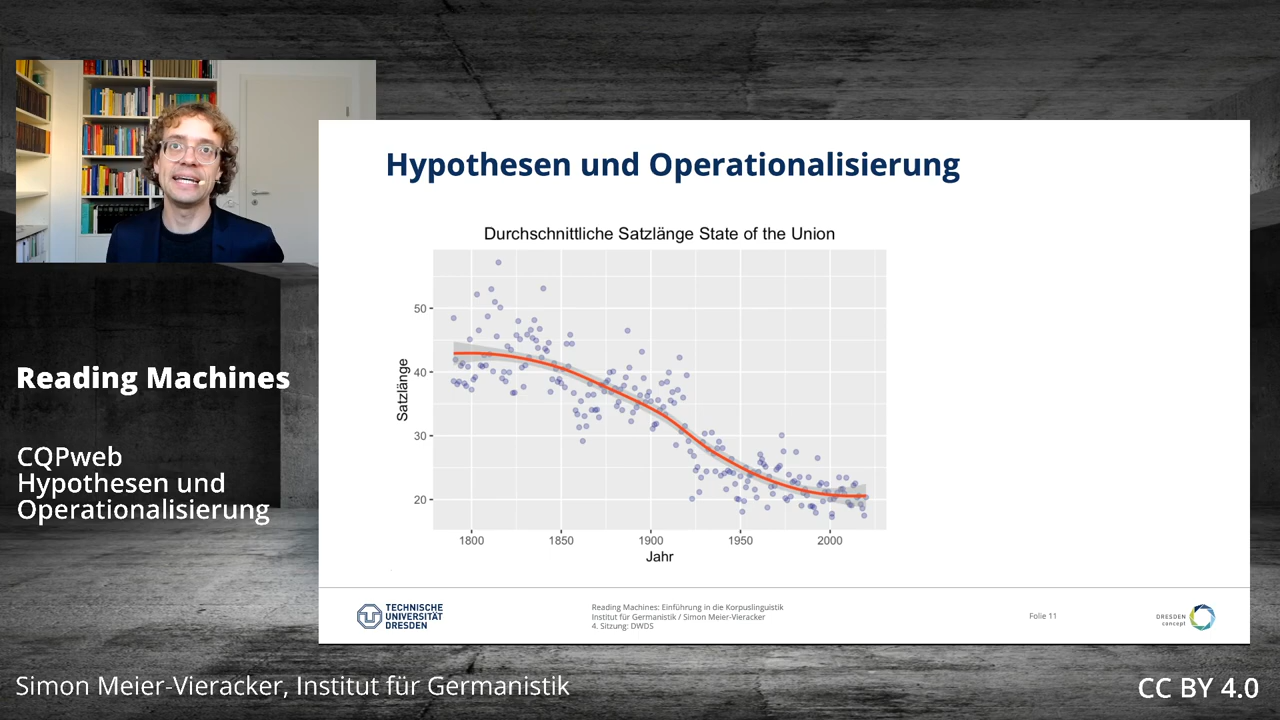 Hypothesen und Operationalisierung
Durchschnittliche Satzlänge State of the Union
Satzlänge
50
40
30
20
1800
1850
1900
1950
2000
Jahr
Reading Machines
CQPweb
Hypothesen und
Operationalisierung
TECHNISCHE
UNIVERSITÄT
DRESDEN
Reading Machines: Einführung in die Korpuslinguistik
Institut für Germanistik / Simon Meier-Vieracker
4. Sitzung: DWDS
Folie 11
DRESDEN
concept
Simon Meier-Vieracker, Institut für Germanistik
CC BY 4.0